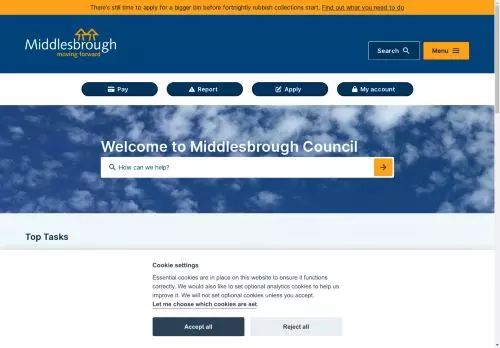 There's still time to apply for a bigger bin before fortnightly rubbish collections start. Find out what you need to do
Middlesbrough
moving forward
Search
Menu
Pay
Report
Apply
My account
Welcome to Middlesbrough Council
How can we help?
Top Tasks
Cookie settings
Essential cookies are in place on this website to ensure it functions
correctly. We would also like to set optional analytics cookies to help us
improve it. We will not set optional cookies unless you accept.
Let me choose which cookies are set.
Accept all
Reject all